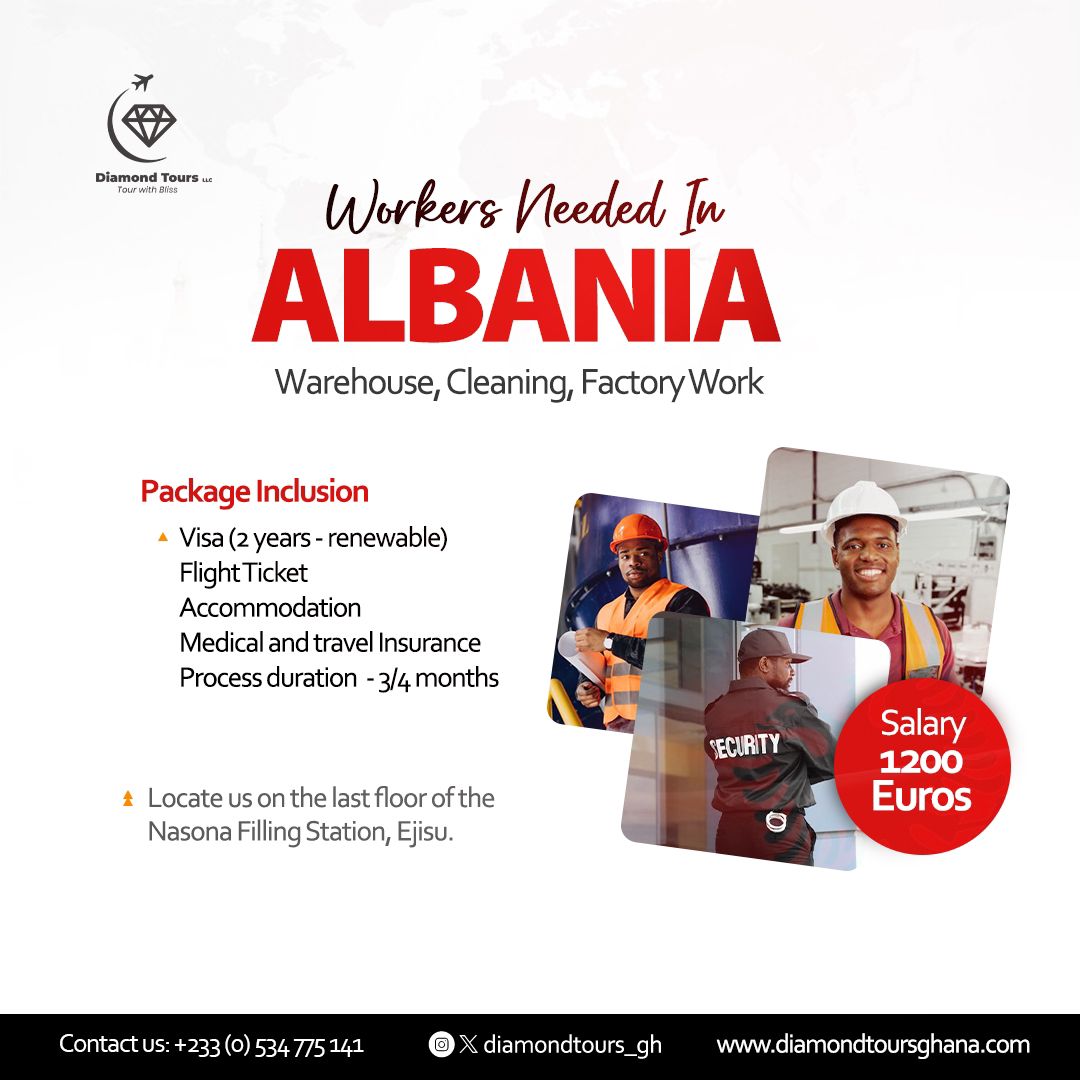 Diamond Tours LLC
Tour with Bliss
Workers Needed In
ALBANIA
Warehouse, Cleaning, Factory Work
Package Inclusion
Visa (2 years - renewable)
Flight Ticket
Accommodation
Medical and travel Insurance
Process duration - 3/4 months
SECURITY
Salary
1200
Euros
Locate us on the last floor of the
Nasona Filling Station, Ejisu.
Contact us: +233 (0) 534 775 141
diamondtours_gh
www.diamondtoursghana.com